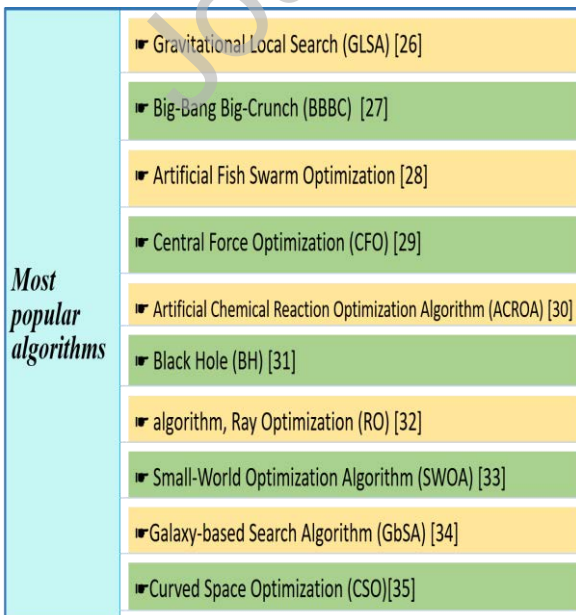 ☛ Gravitational Local Search (GLSA) [26]
☛ Big-Bang Big-Crunch (BBBC) [27]
☛ Artificial Fish Swarm Optimization [28]
☛ Central Force Optimization (CFO) [29]
Most
popular
algorithms
☛ Artificial Chemical Reaction Optimization Algorithm (ACROA) [30]
☛ Black Hole (BH) [31]
☛ algorithm, Ray Optimization (RO) [32]
☛ Small-World Optimization Algorithm (SWOA) [33]
☛Galaxy-based Search Algorithm (GbSA) [34]
☛Curved Space Optimization (CSO)[35]